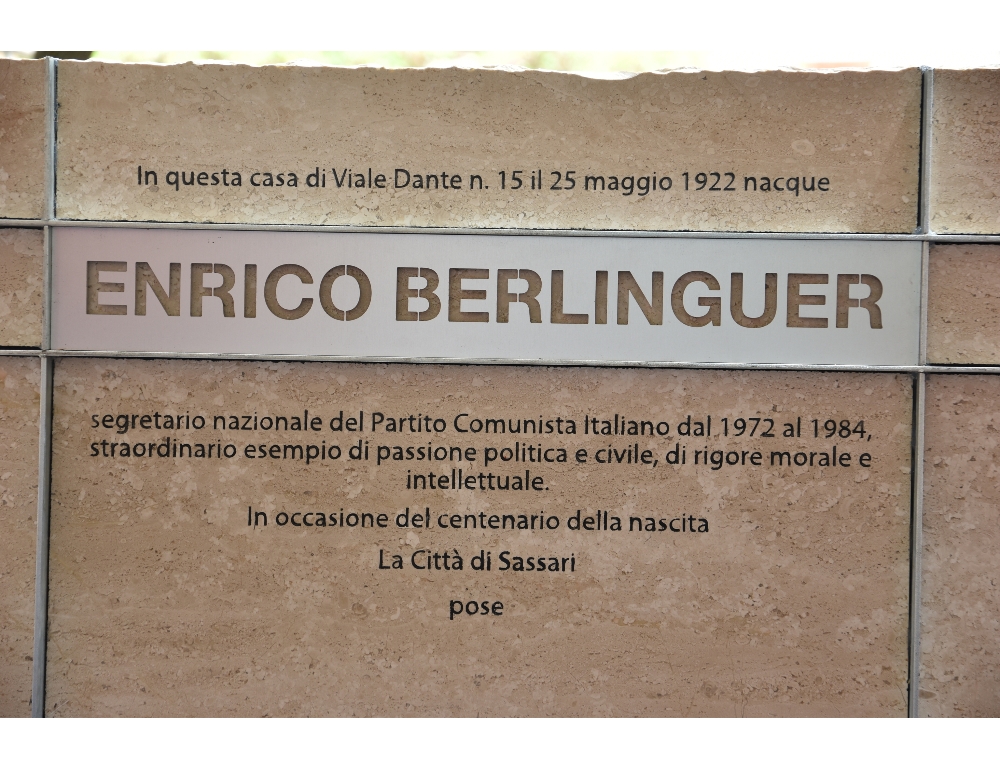 In questa casa di Viale Dante n. 15 il 25 maggio 1922 nacque
ENRICO BERLINGUER
segretario nazionale del Partito Comunista Italiano dal 1972 al 1984,
straordinario esempio di passione politica e civile, di rigore morale e
intellettuale.
In occasione del centenario della nascita
La Città di Sassari
pose